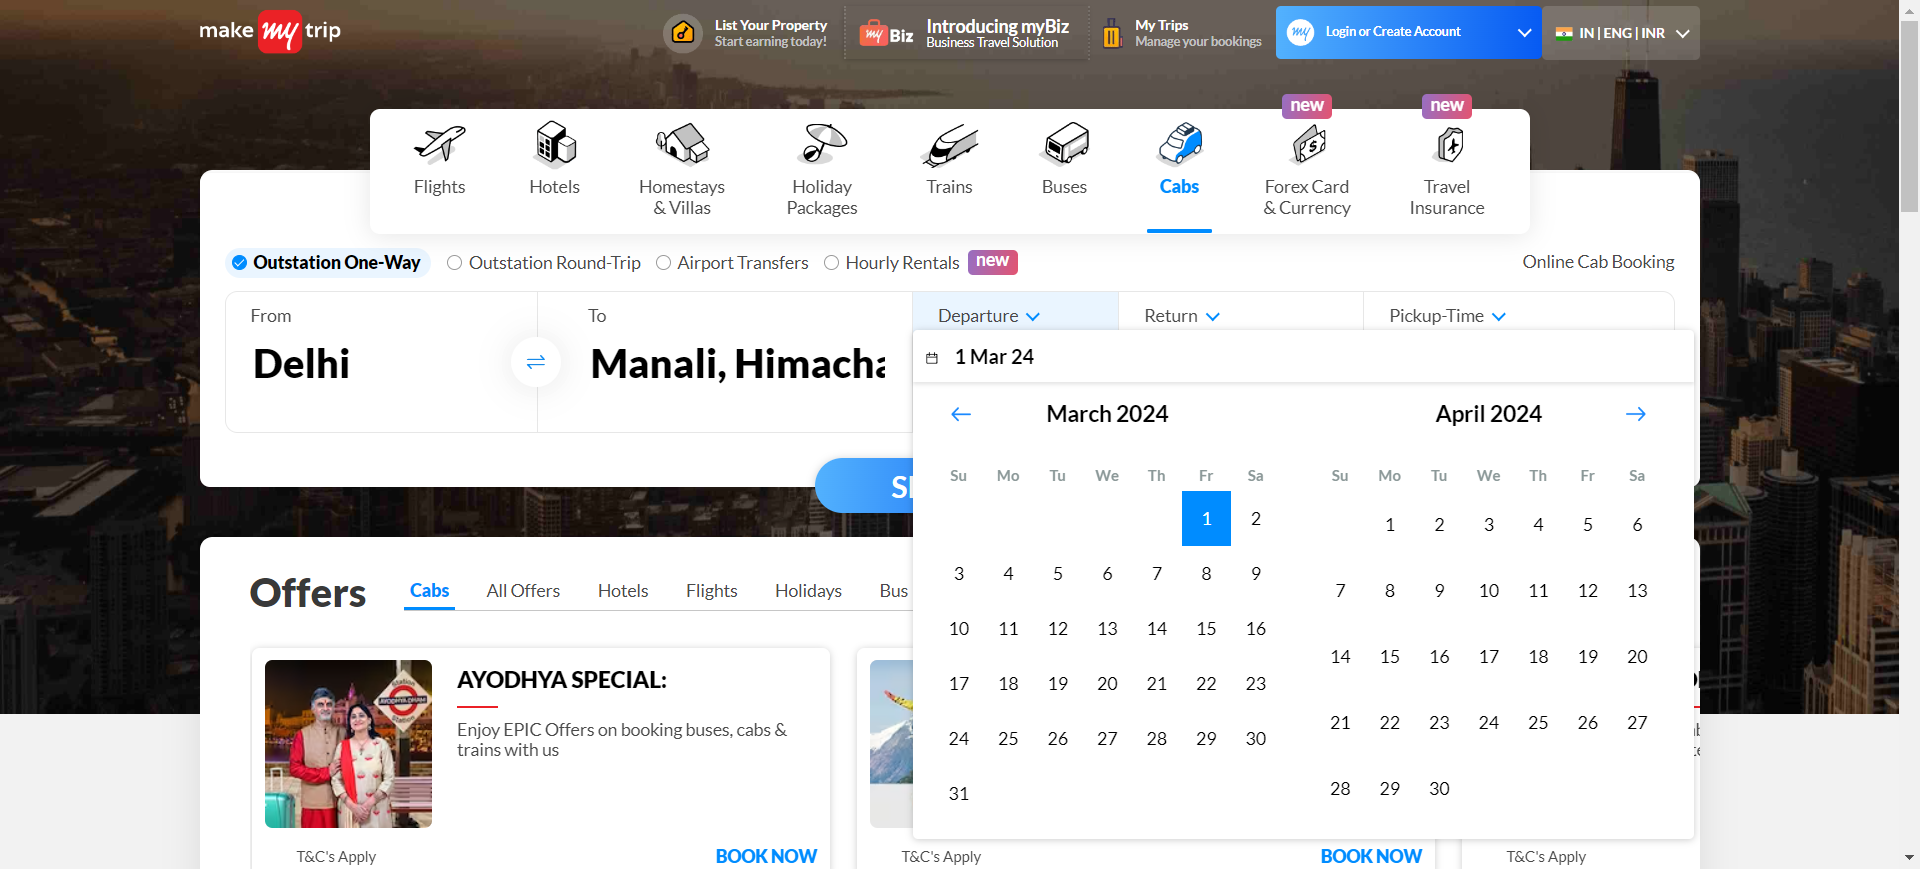 make my trip
List Your Property
Start earning today!
my Biz
Introducing myBiz
Business Travel Solution
My Trips
Manage your bookings
my
Login or Create Account
IN | ENG | INR
new
new
Flights
Hotels
Homestays
& Villas
Holiday
Packages
Trains
Buses
Cabs
Forex Card
& Currency
Travel
Insurance
Outstation One-Way
Outstation Round-Trip
Airport Transfers
Hourly Rentals
new
Online Cab Booking
From
To
Departure
Return
Pickup-Time
Delhi
Manali, Himacha
1 Mar 24
March 2024
April 2024
Su Mo Tu We Th Fr Sa
1 2
3 4 5 6 7 8 9
10 11 12 13 14 15 16
17 18 19 20 21 22 23
24 25 26 27 28 29 30
31
Su Mo Tu We Th Fr Sa
1 2 3 4 5 6
7 8 9 10 11 12 13
14 15 16 17 18 19 20
21 22 23 24 25 26 27
28 29 30
Offers
Cabs
All Offers
Hotels
Flights
Holidays
Bus
Station
AYODHYA DHAM
Station
AYODHYA SPECIAL:
Enjoy EPIC Offers on booking buses, cabs &
trains with us
T&C's Apply
BOOK NOW
T&C's Apply
BOOK NOW
T&C's Apply